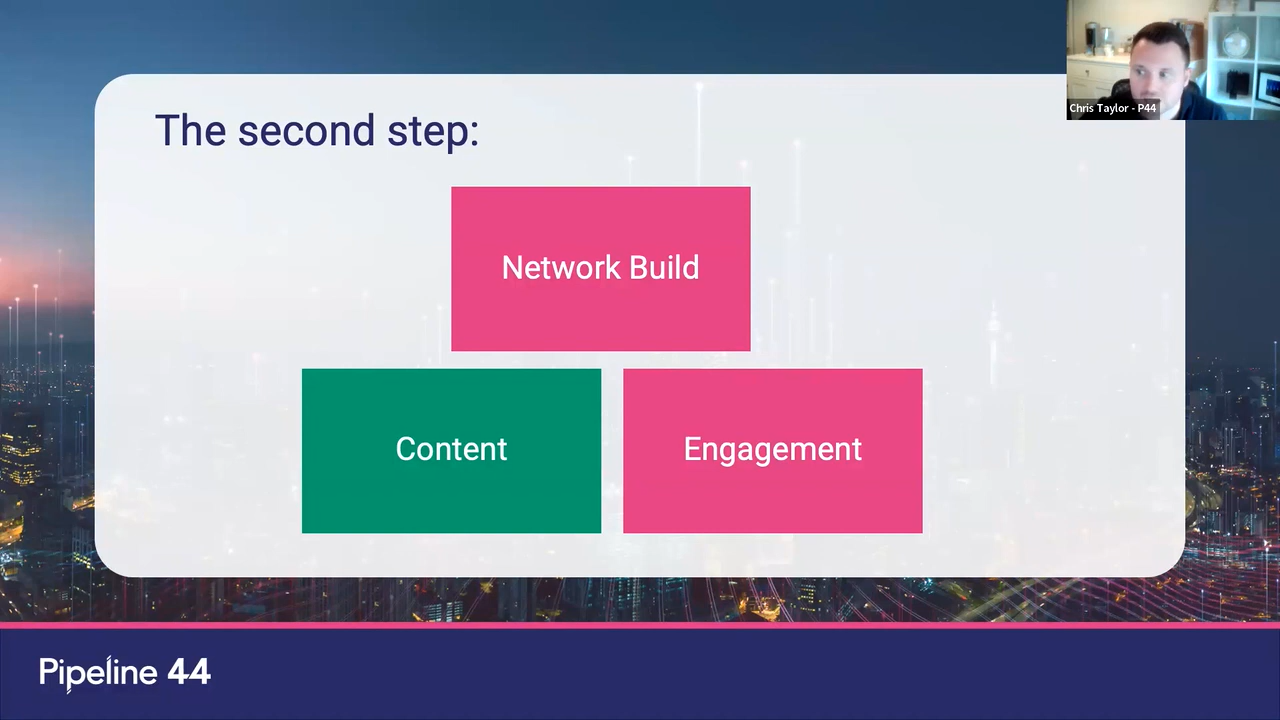 Chris Taylor - P44
The second step:
Network Build
Content
Engagement
Pipeline 44